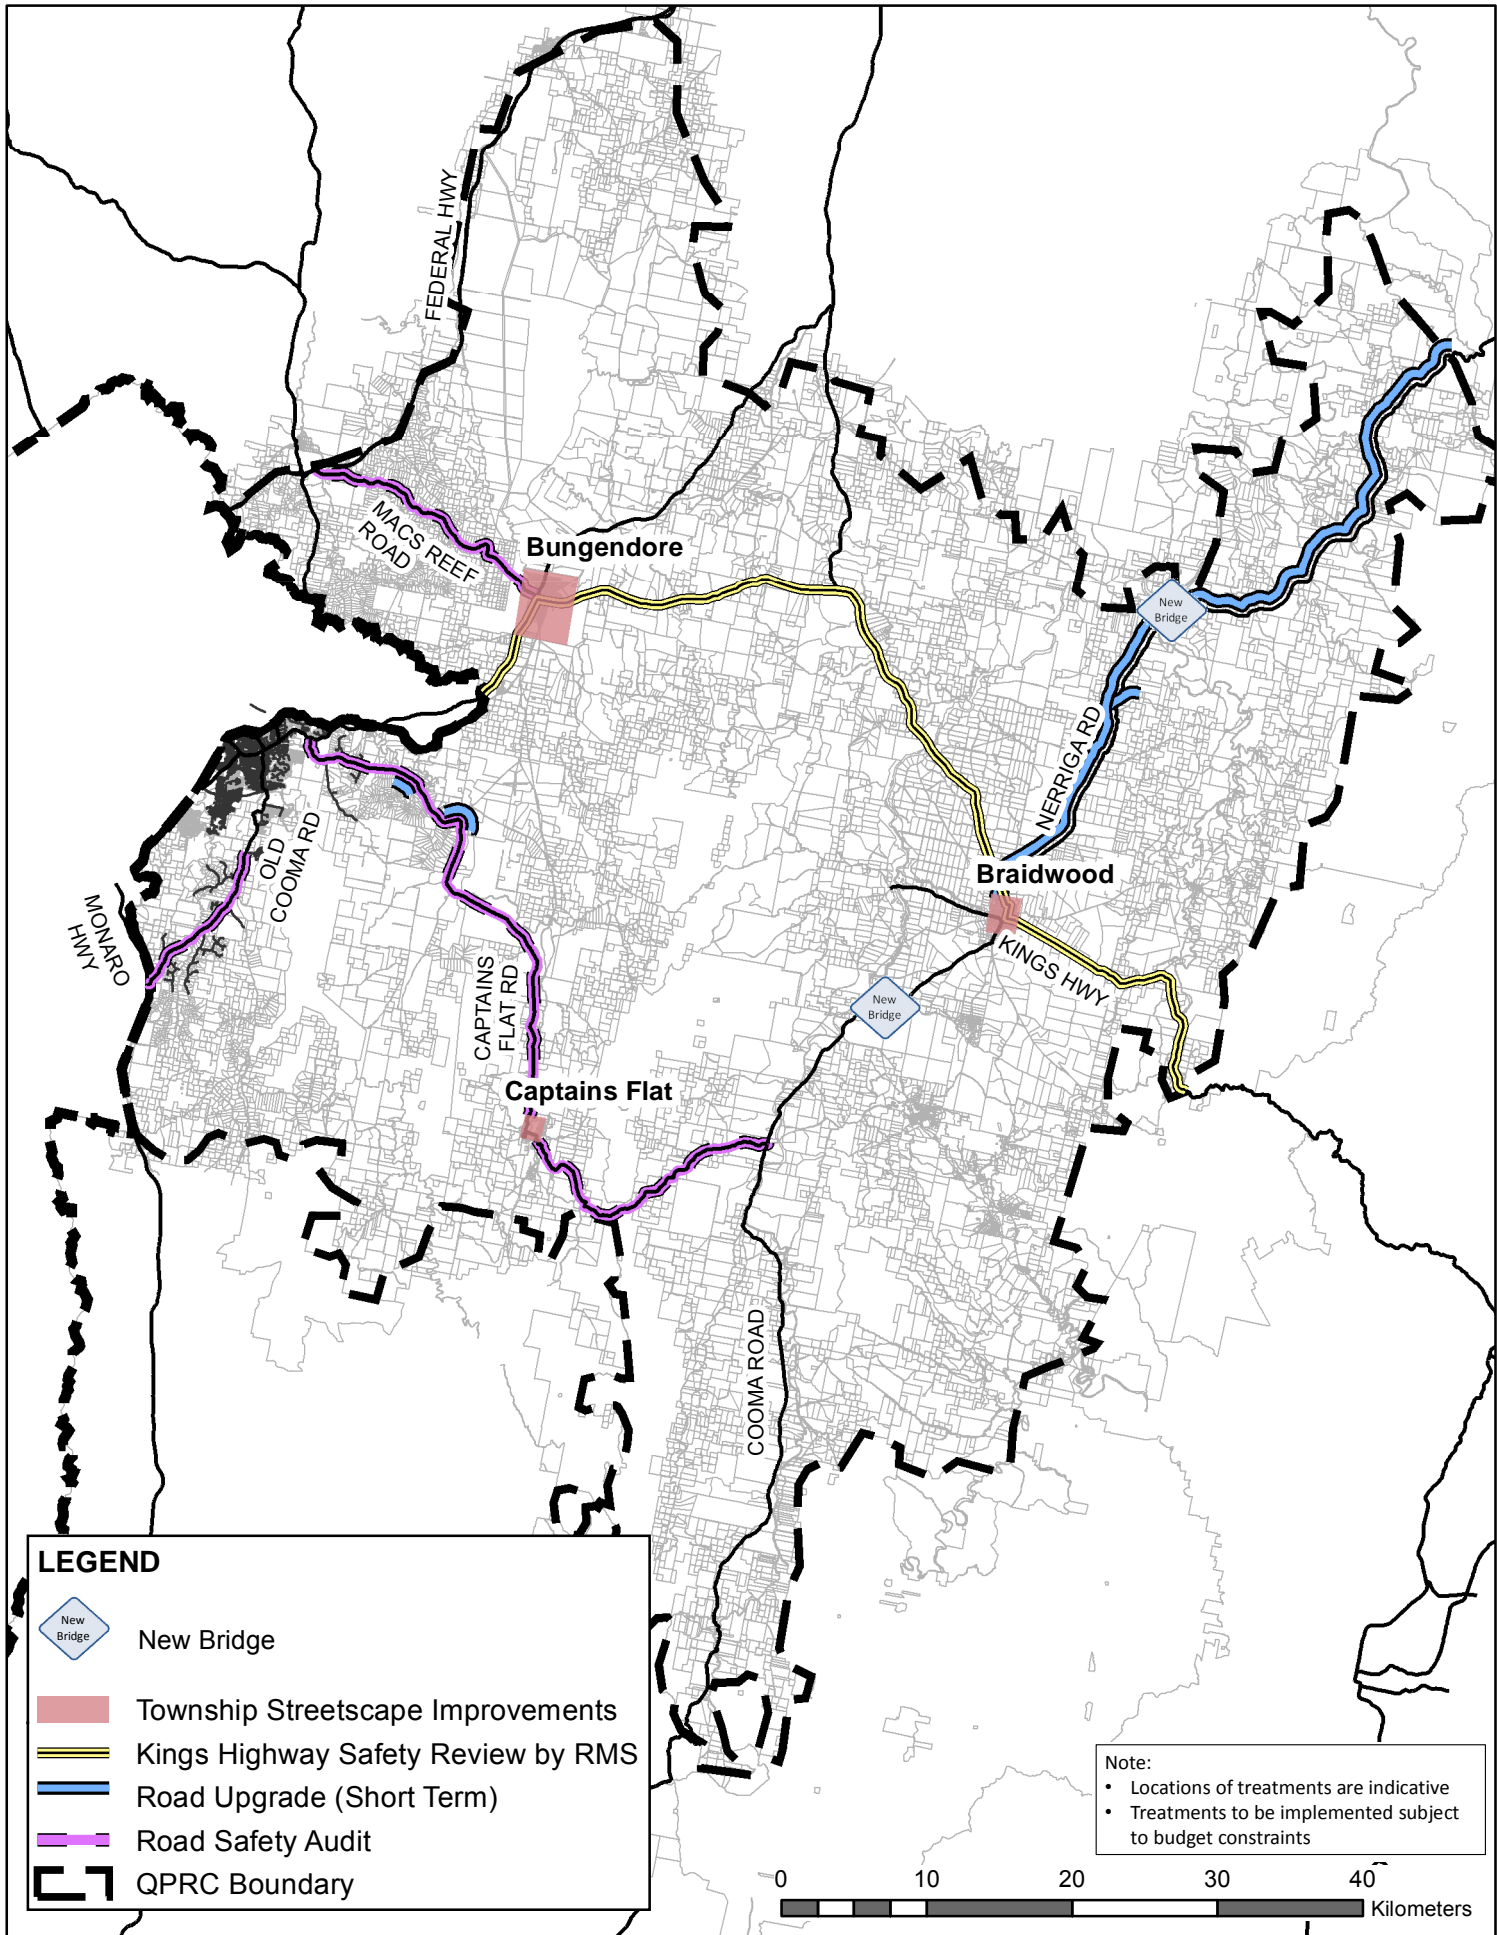 FEDERAL HWY
MACS REEF
ROAD
Bungendore
New
Bridge
NERRIGA RD
OLD
COOMA RD
Braidwood
MONARO
HWY
KINGS HWY
CAPTAINS
FLAT RD
New
Bridge
Captains Flat
COOMA ROAD
LEGEND
New
Bridge
New Bridge
Township Streetscape Improvements
Kings Highway Safety Review by RMS
Road Upgrade (Short Term)
Road Safety Audit
QPRC Boundary
Note:
• Locations of treatments are indicative
• Treatments to be implemented subject
to budget constraints
0 10 20 30 40
Kilometers